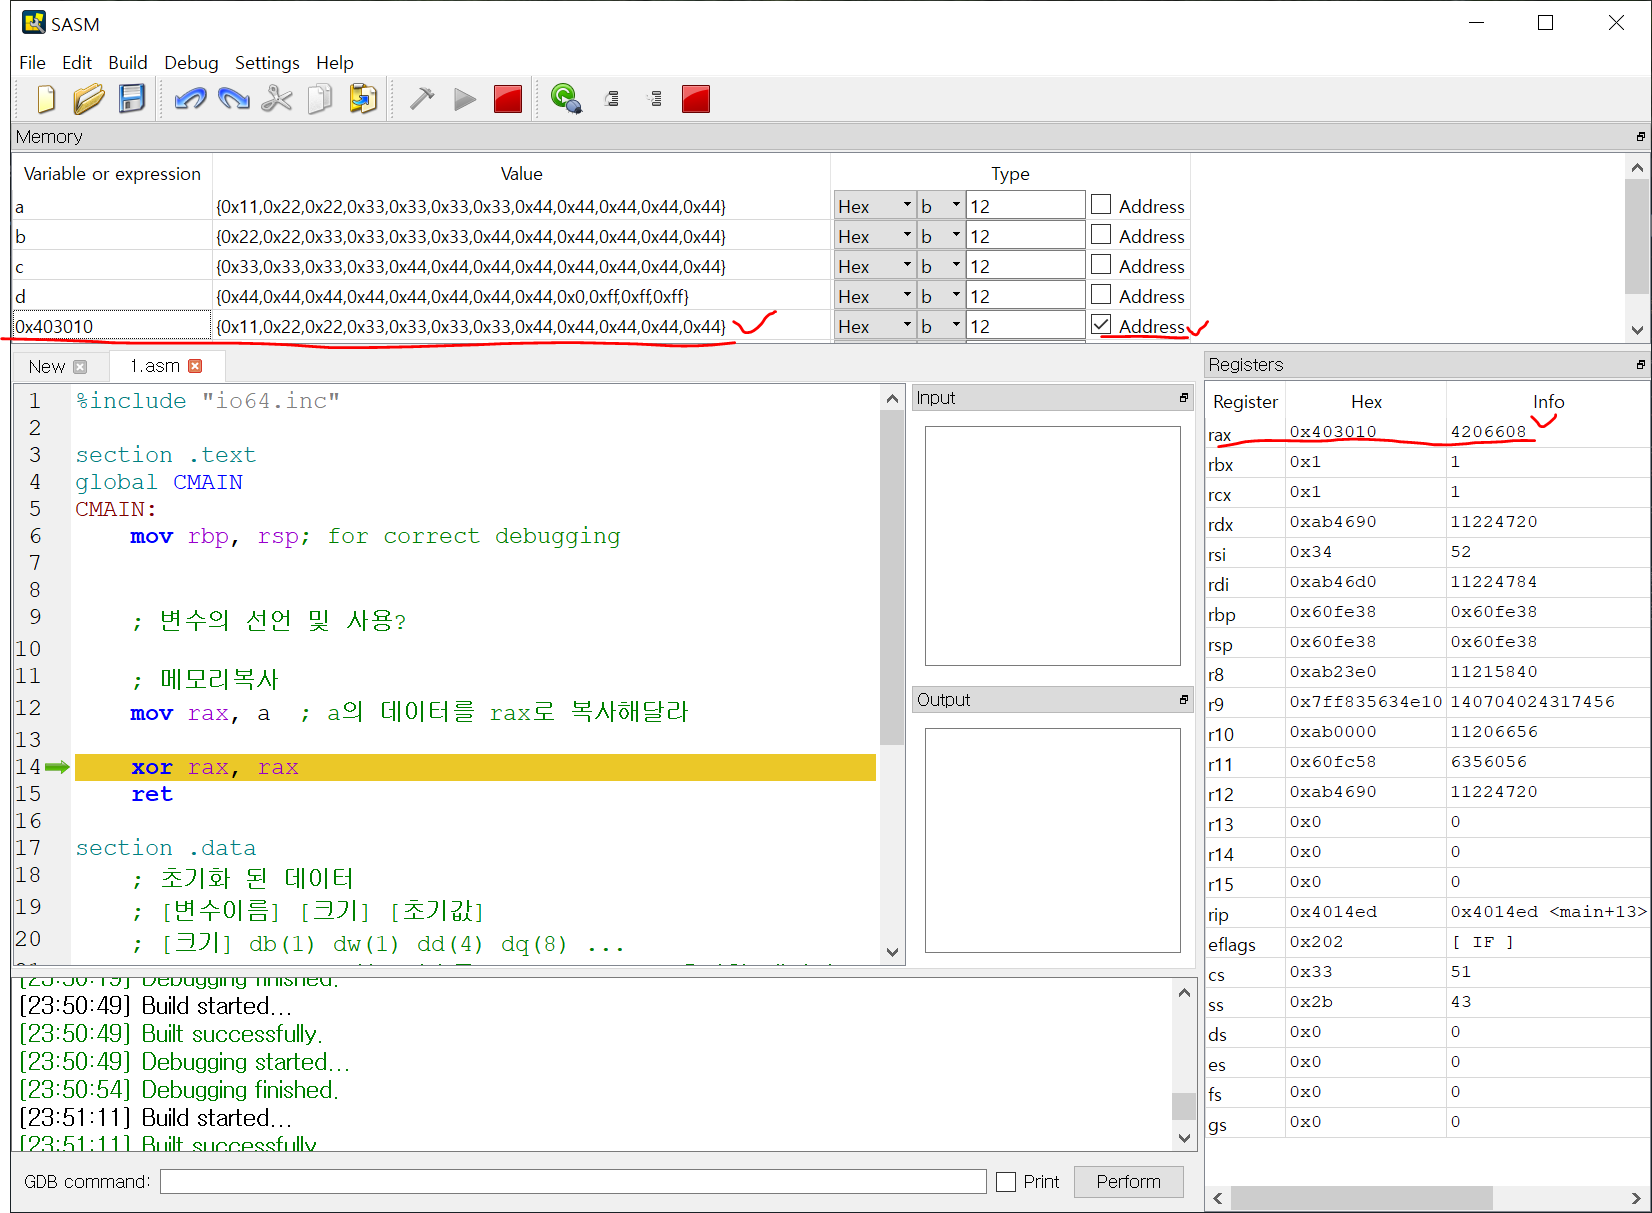 SASM
File Edit Build Debug Settings Help
Memory
Variable or expression Value Type
a {0x11,0x22,0x22,0x33,0x33,0x33,0x33,0x44,0x44,0x44,0x44,0x44} Hex b 12 Address
b {0x22,0x22,0x33,0x33,0x33,0x33,0x44,0x44,0x44,0x44,0x44,0x44} Hex b 12 Address
c {0x33,0x33,0x33,0x33,0x44,0x44,0x44,0x44,0x44,0x44,0x44,0x44} Hex b 12 Address
d {0x44,0x44,0x44,0x44,0x44,0x44,0x44,0x44,0x0,0xff,0xff,0xff} Hex b 12 Address
0x403010 {0x11,0x22,0x22,0x33,0x33,0x33,0x33,0x44,0x44,0x44,0x44,0x44} Hex b 12 Address
New 1.asm
1 %include "io64.inc"
2
3 section .text
4 global CMAIN
5 CMAIN:
6 mov rbp, rsp; for correct debugging
7
8
9 ; 변수의 선언 및 사용?
10
11 ; 메모리복사
12 mov rax, a ; a의 데이터를 rax로 복사해달라
13
14 xor rax, rax
15 ret
16
17 section .data
18 ; 초기화 된 데이터
19 ; [변수이름] [크기] [초기값]
20 ; [크기] db(1) dw(1) dd(4) dq(8) ...
Input
Output
Registers
Register Hex Info
rax 0x403010 4206608
rbx 0x1 1
rcx 0x1 1
rdx 0xab4690 11224720
rsi 0x34 52
rdi 0xab46d0 11224784
rbp 0x60fe38 0x60fe38
rsp 0x60fe38 0x60fe38
r8 0xab23e0 11215840
r9 0x7ff835634e10 140704024317456
r10 0xab0000 11206656
r11 0x60fc58 6356056
r12 0xab4690 11224720
r13 0x0 0
r14 0x0 0
r15 0x0 0
rip 0x4014ed 0x4014ed <main+13>
eflags 0x202 [ IF ]
cs 0x33 51
ss 0x2b 43
ds 0x0 0
es 0x0 0
fs 0x0 0
gs 0x0 0
[23:50:19] Debugging finished.
[23:50:49] Build started...
[23:50:49] Built successfully.
[23:50:49] Debugging started...
[23:50:54] Debugging finished.
[23:51:11] Build started...
[23:51:11] Built successfully.
GDB command: Print Perform